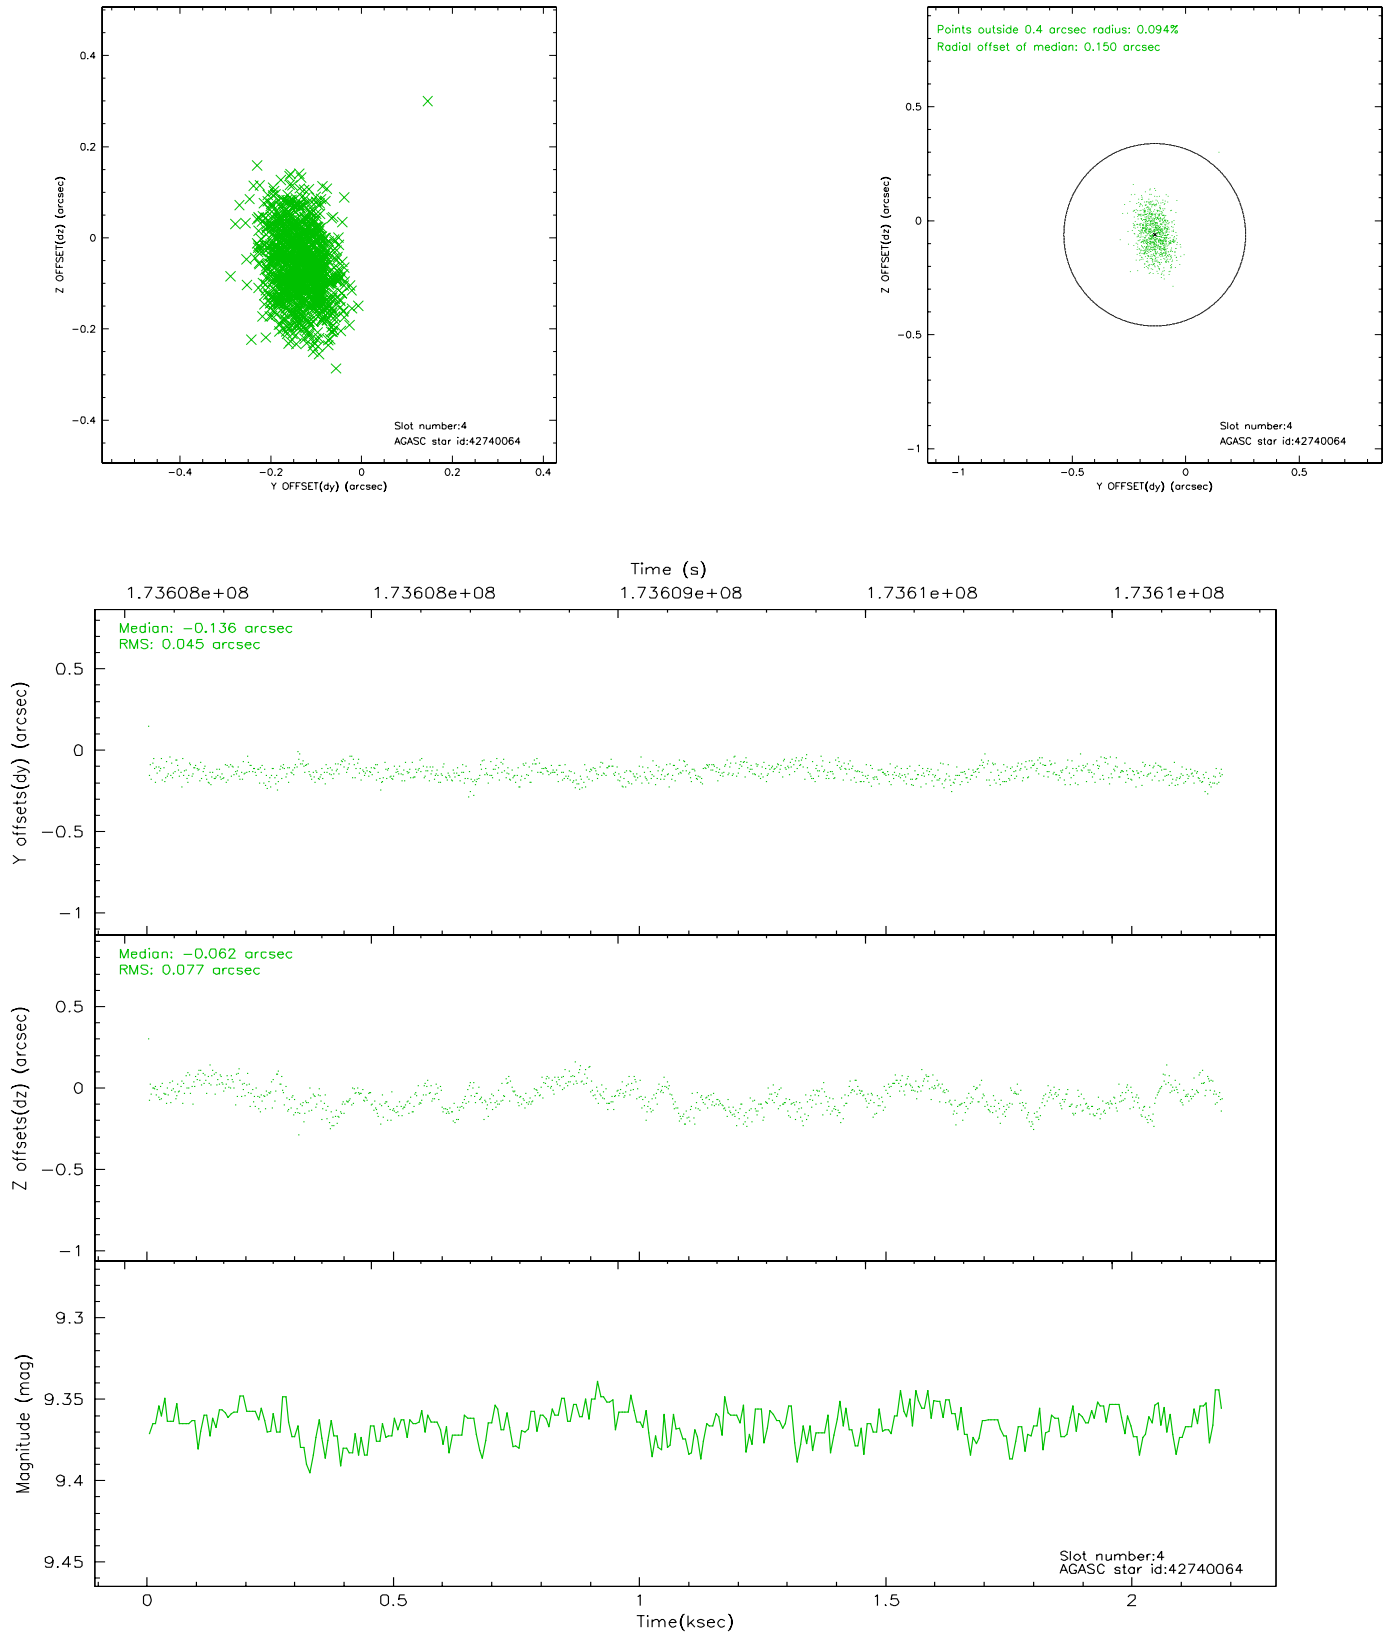 0.4
0.2
0
−0.2
−0.4
Z OFFSET(dz) (arcsec)
Slot number:4
AGASC star id:42740064
−0.4 −0.2 0 0.2 0.4
Y OFFSET(dy) (arcsec)
Points outside 0.4 arcsec radius: 0.094%
Radial offset of median: 0.150 arcsec
0.5
0
−0.5
−1
Z OFFSET(dz) (arcsec)
Slot number:4
AGASC star id:42740064
−1 −0.5 0 0.5
Y OFFSET(dy) (arcsec)
Time (s)
1.73608e+08 1.73608e+08 1.73609e+08 1.7361e+08 1.7361e+08
Median: −0.136 arcsec
RMS: 0.045 arcsec
0.5
0
−0.5
−1
Y offsets(dy) (arcsec)
Median: −0.062 arcsec
RMS: 0.077 arcsec
0.5
0
−0.5
−1
Z offsets(dz) (arcsec)
9.3
9.35
9.4
9.45
Magnitude (mag)
Slot number:4
AGASC star id:42740064
0 0.5 1 1.5 2
Time(ksec)